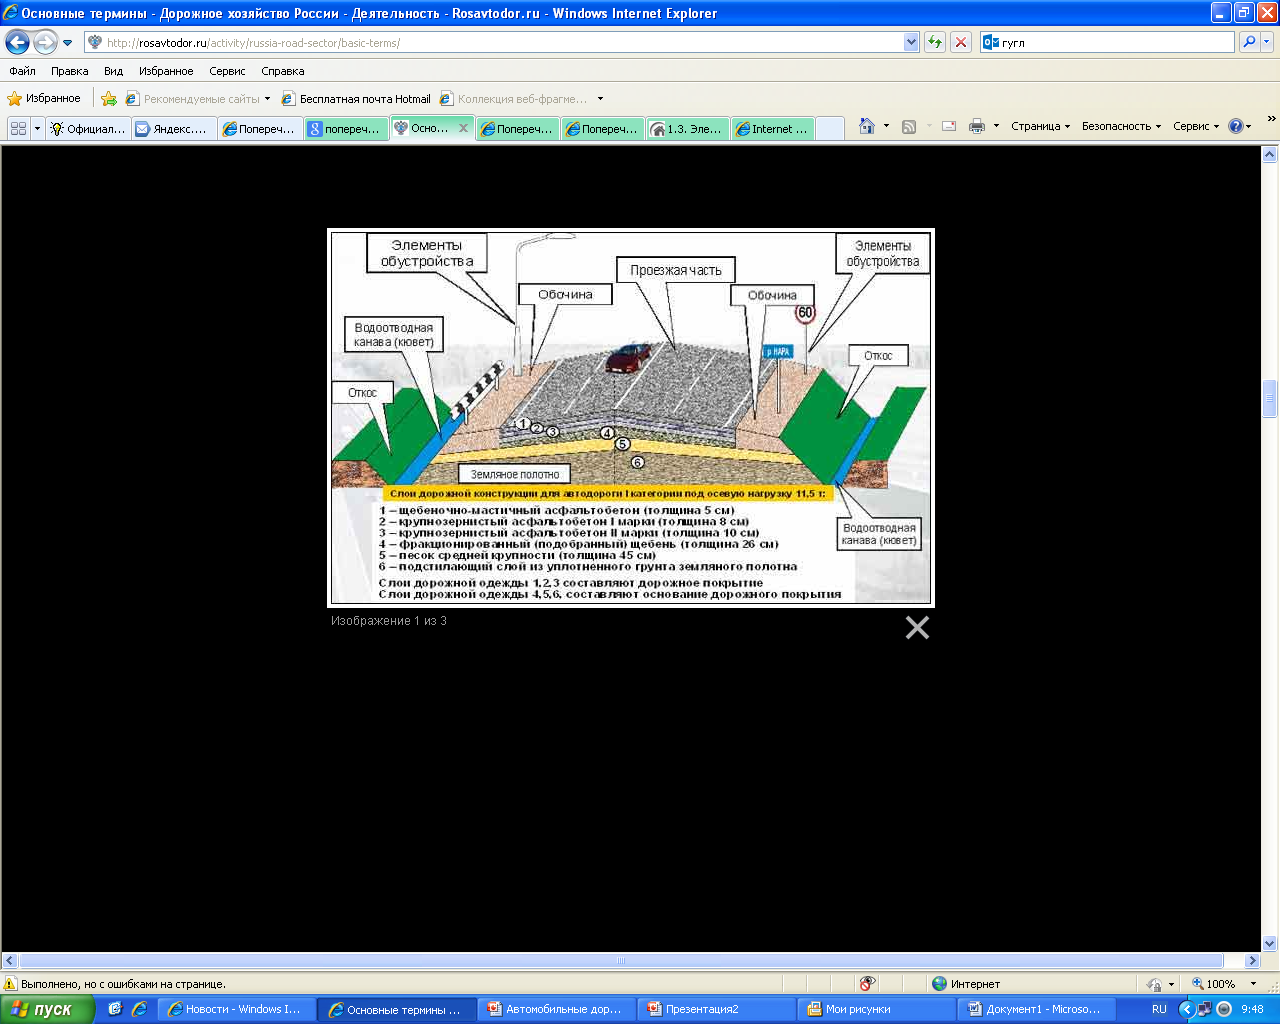 Основные термины - Дорожное хозяйство России - Деятельность - Rosavtodor.ru - Windows Internet Explorer
http://rosavtodor.ru/activity/russia-road-sector/basic-terms/
гугл
Файл Правка Вид Избранное Сервис Справка
Избранное Рекомендуемые сайты Бесплатная почта Hotmail Коллекция веб-фрагме...
Официал... Яндекс.... Попереч... попереч... Осно... Попереч... Попереч... 1.3. Эле... Internet ... Страница Безопасность Сервис
Элементы
обустройства
Проезжая часть
Элементы
обустройства
Обочина
Обочина
60
Водоотводная
канава (кювет)
р НАРА
Откос
Откос
1 2 3 4
5
6
Земляное полотно
Слои дорожной конструкции для автодороги I категории под осевую нагрузку 11,5 т:
1 – щебеночно-мастичный асфальтобетон (толщина 5 см)
2 – крупнозернистый асфальтобетон I марки (толщина 8 см)
3 – крупнозернистый асфальтобетон II марки (толщина 10 см)
4 – фракционированный (подобранный) щебень (толщина 26 см)
5 – песок средней крупности (толщина 45 см)
6 – подстилающий слой из уплотненного грунта земляного полотна
Слои дорожной одежды 1,2,3 составляют дорожное покрытие
Слои дорожной одежды 4,5,6, составляют основание дорожного покрытия
Водоотводная
канава (кювет)
Изображение 1 из 3
Выполнено, но с ошибками на странице.
Интернет
100%
пуск
Новости - Windows I...
Основные термины ...
Автомобильные дор...
Презентация2
Мои рисунки
Документ1 - Microso...
RU
9:48